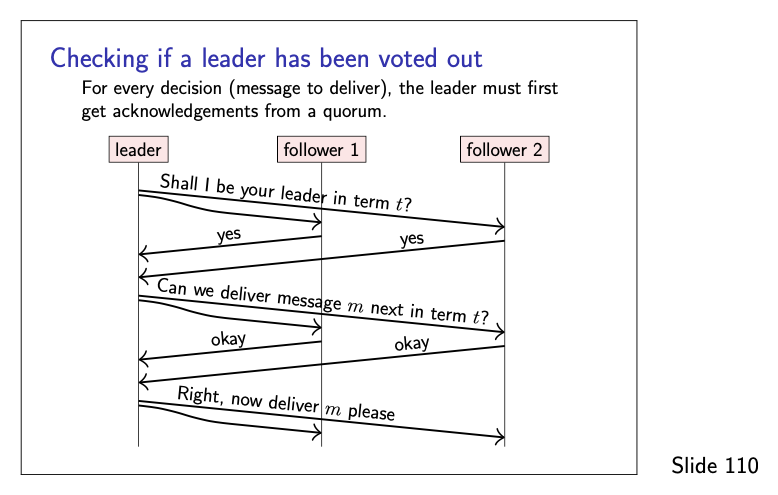 Checking if a leader has been voted out
For every decision (message to deliver), the leader must first
get acknowledgements from a quorum.
leader
follower 1
follower 2
Shall I be your leader in term t?
yes
yes
Can we deliver message m next in term t?
okay
okay
Right, now deliver m please
Slide 110